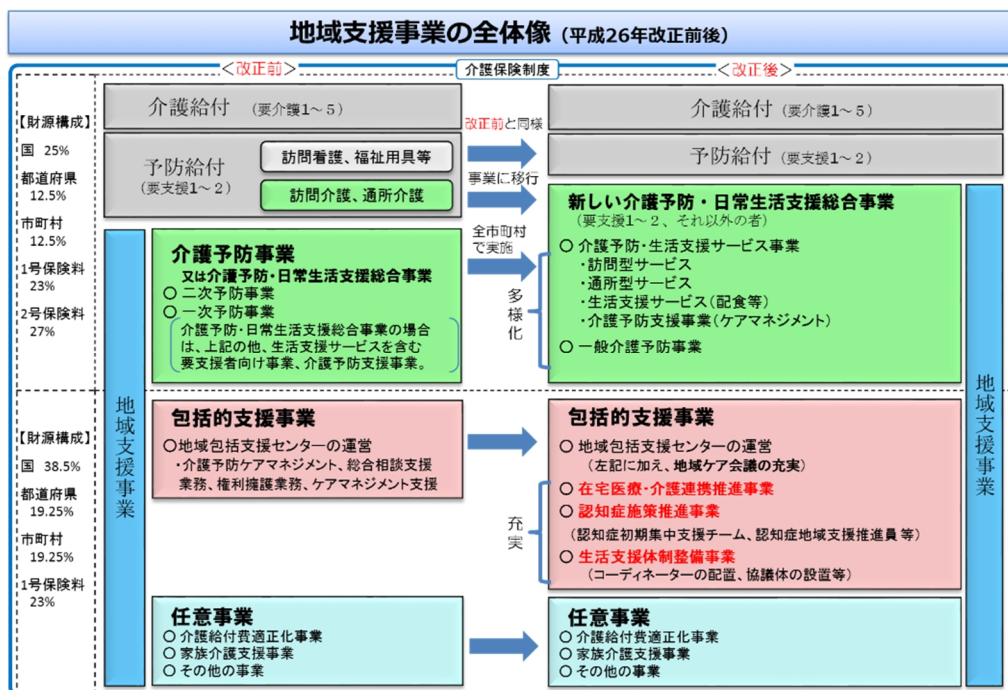 地域支援事業の全体像（平成26年改正前後）
＜改正前＞
介護保険制度
＜改正後＞
【財源構成】
国 25%
都道府県
12.5%
市町村
12.5%
1号保険料
23%
2号保険料
27%
介護給付 （要介護1～5）
予防給付
（要支援1～2）
訪問看護、福祉用具等
訪問介護、通所介護
改正前と同様
事業に移行
全市町村
で実施
多様化
介護給付 （要介護1～5）
予防給付（要支援1～2）
介護予防事業
又は介護予防・日常生活支援総合事業
○ 二次予防事業
○ 一次予防事業
介護予防・日常生活支援総合事業の場合
は、上記の他、生活支援サービスを含む
要支援者向け事業、介護予防支援事業。
新しい介護予防・日常生活支援総合事業
（要支援1～2、それ以外の者）
○ 介護予防・生活支援サービス事業
・訪問型サービス
・通所型サービス
・生活支援サービス（配食等）
・介護予防支援事業（ケアマネジメント）
○ 一般介護予防事業
地域支援事業
【財源構成】
国 38.5%
都道府県
19.25%
市町村
19.25%
1号保険料
23%
包括的支援事業
○地域包括支援センターの運営
・介護予防ケアマネジメント、総合相談支援
業務、権利擁護業務、ケアマネジメント支援
充実
包括的支援事業
○ 地域包括支援センターの運営
（左記に加え、地域ケア会議の充実）
○ 在宅医療・介護連携推進事業
○ 認知症施策推進事業
（認知症初期集中支援チーム、認知症地域支援推進員 等）
○ 生活支援体制整備事業
（コーディネーターの配置、協議体の設置等）
地域支援事業
任意事業
○ 介護給付費適正化事業
○ 家族介護支援事業
○ その他の事業
任意事業
○ 介護給付費適正化事業
○ 家族介護支援事業
○ その他の事業